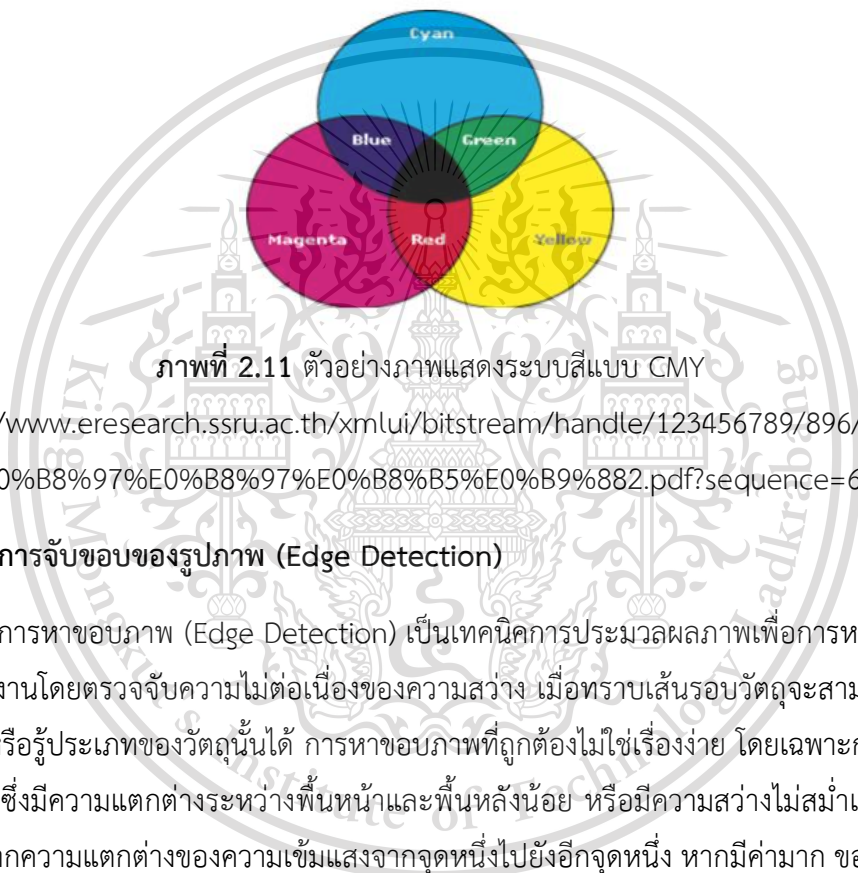 Cyan
Blue Green
Magenta Red Yellow
ภาพที่ 2.11 ตัวอย่างภาพแสดงระบบสีแบบ CMY
/www.eresearch.ssru.ac.th/xmlui/bitstream/handle/123456789/896/
0%B8%97%E0%B8%97%E0%B8%B5%E0%B9%882.pdf?sequence=6
การจับขอบของรูปภาพ (Edge Detection)
การหาขอบภาพ (Edge Detection) เป็นเทคนิคการประมวลผลภาพเพื่อการห
งานโดยตรวจจับความไม่ต่อเนื่องของความสว่าง เมื่อทราบเส้นรอบวัตถุจะสาม
รือรู้ประเภทของวัตถุนั้นได้ การหาขอบภาพที่ถูกต้องไม่ใช่เรื่องง่าย โดยเฉพาะก
ซึ่งมีความแตกต่างระหว่างพื้นหน้าและพื้นหลังน้อย หรือมีความสว่างไม่สม่ำเ
ากความแตกต่างของความเข้มแสงจากจุดหนึ่งไปยังอีกจุดหนึ่ง หากมีค่ามาก ขอ
King Mongkut's Institute of Technology Ladkrabang